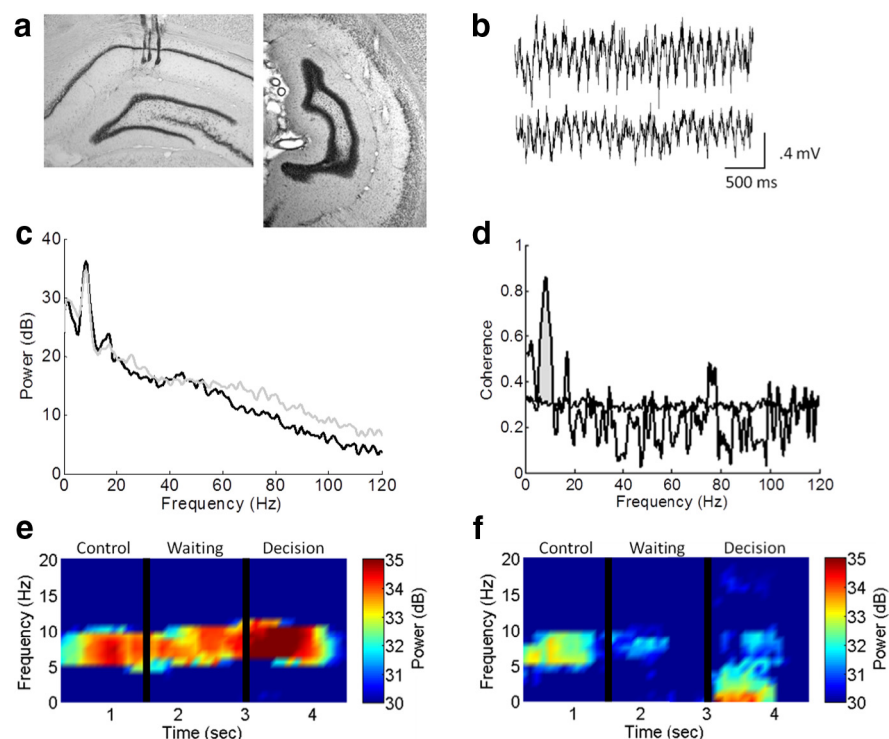 a
b
.4 mV
500 ms
c
40
30
20
10
0
Power (dB)
0 20 40 60 80 100 120
Frequency (Hz)
d
1
0.8
0.6
0.4
0.2
0
Coherence
0 20 40 60 80 100 120
Frequency (Hz)
e
Control Waiting Decision
20
15
10
5
0
Frequency (Hz)
1 2 3 4
Time (sec)
35
34
33
32
31
30
Power (dB)
f
Control Waiting Decision
20
15
10
5
0
Frequency (Hz)
1 2 3 4
Time (sec)
35
34
33
32
31
30
Power (dB)